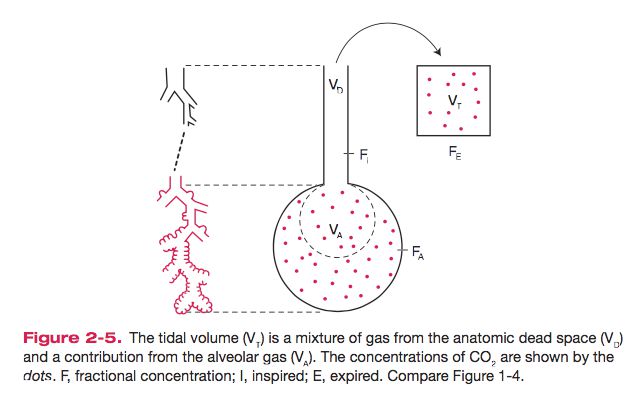 V_D
V_T
F_I
F_E
V_A
F_A
Figure 2-5. The tidal volume (V_T) is a mixture of gas from the anatomic dead space (V_D)
and a contribution from the alveolar gas (V_A). The concentrations of CO₂ are shown by the
dots. F, fractional concentration; I, inspired; E, expired. Compare Figure 1-4.